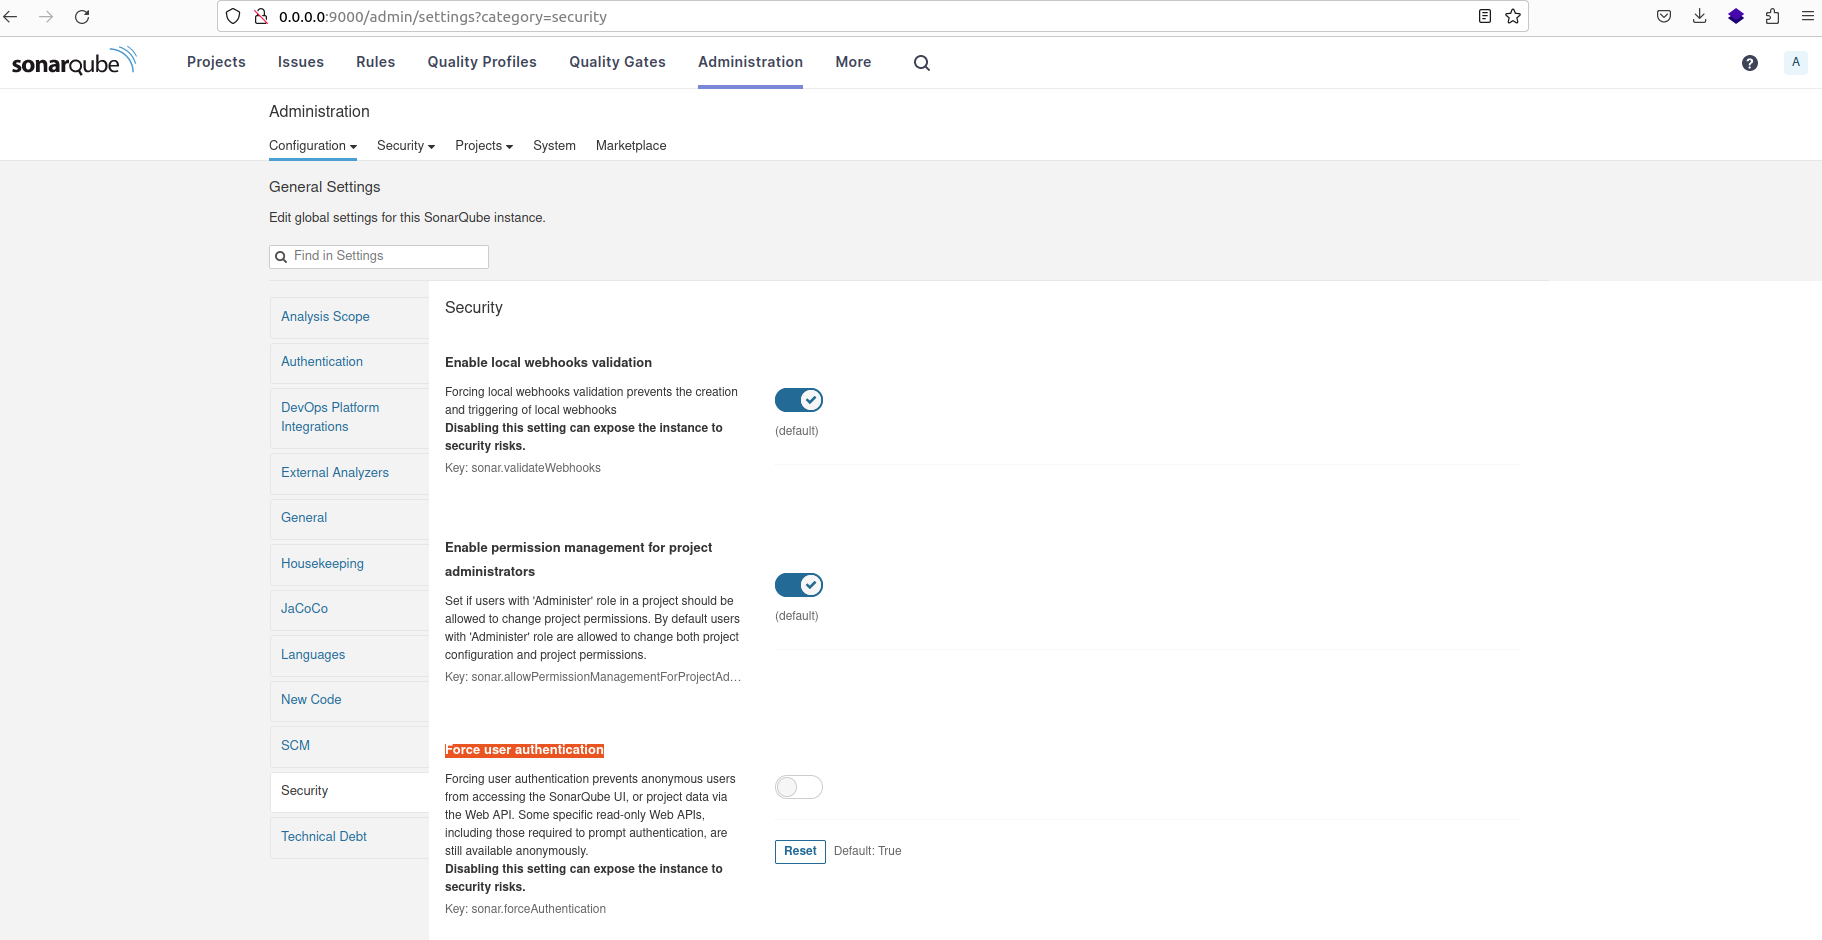 0.0.0.0:9000/admin/settings?category=security
sonarqube
Projects Issues Rules Quality Profiles Quality Gates Administration More
? A
Administration
Configuration Security Projects System Marketplace
General Settings
Edit global settings for this SonarQube instance.
Find in Settings
Analysis Scope
Authentication
DevOps Platform
Integrations
External Analyzers
General
Housekeeping
JaCoCo
Languages
New Code
SCM
Security
Technical Debt
Security
Enable local webhooks validation
Forcing local webhooks validation prevents the creation
and triggering of local webhooks
Disabling this setting can expose the instance to
security risks.
Key: sonar.validateWebhooks
(default)
Enable permission management for project
administrators
Set if users with 'Administer' role in a project should be
allowed to change project permissions. By default users
with 'Administer' role are allowed to change both project
configuration and project permissions.
Key: sonar.allowPermissionManagementForProjectAd...
(default)
Force user authentication
Forcing user authentication prevents anonymous users
from accessing the SonarQube UI, or project data via
the Web API. Some specific read-only Web APIs,
including those required to prompt authentication, are
still available anonymously.
Disabling this setting can expose the instance to
security risks.
Key: sonar.forceAuthentication
Reset Default: True